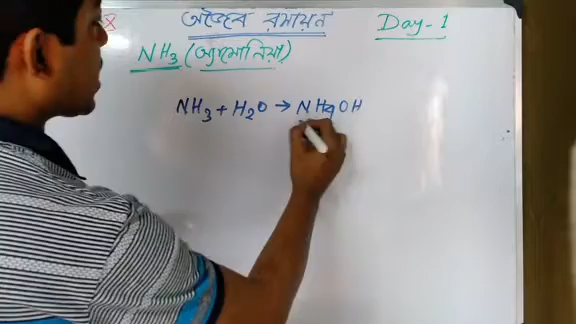 অজৈব রসায়ন Day-1
NH₃ (অ্যামোনিয়া)
NH₃ + H₂O → NH₄OH